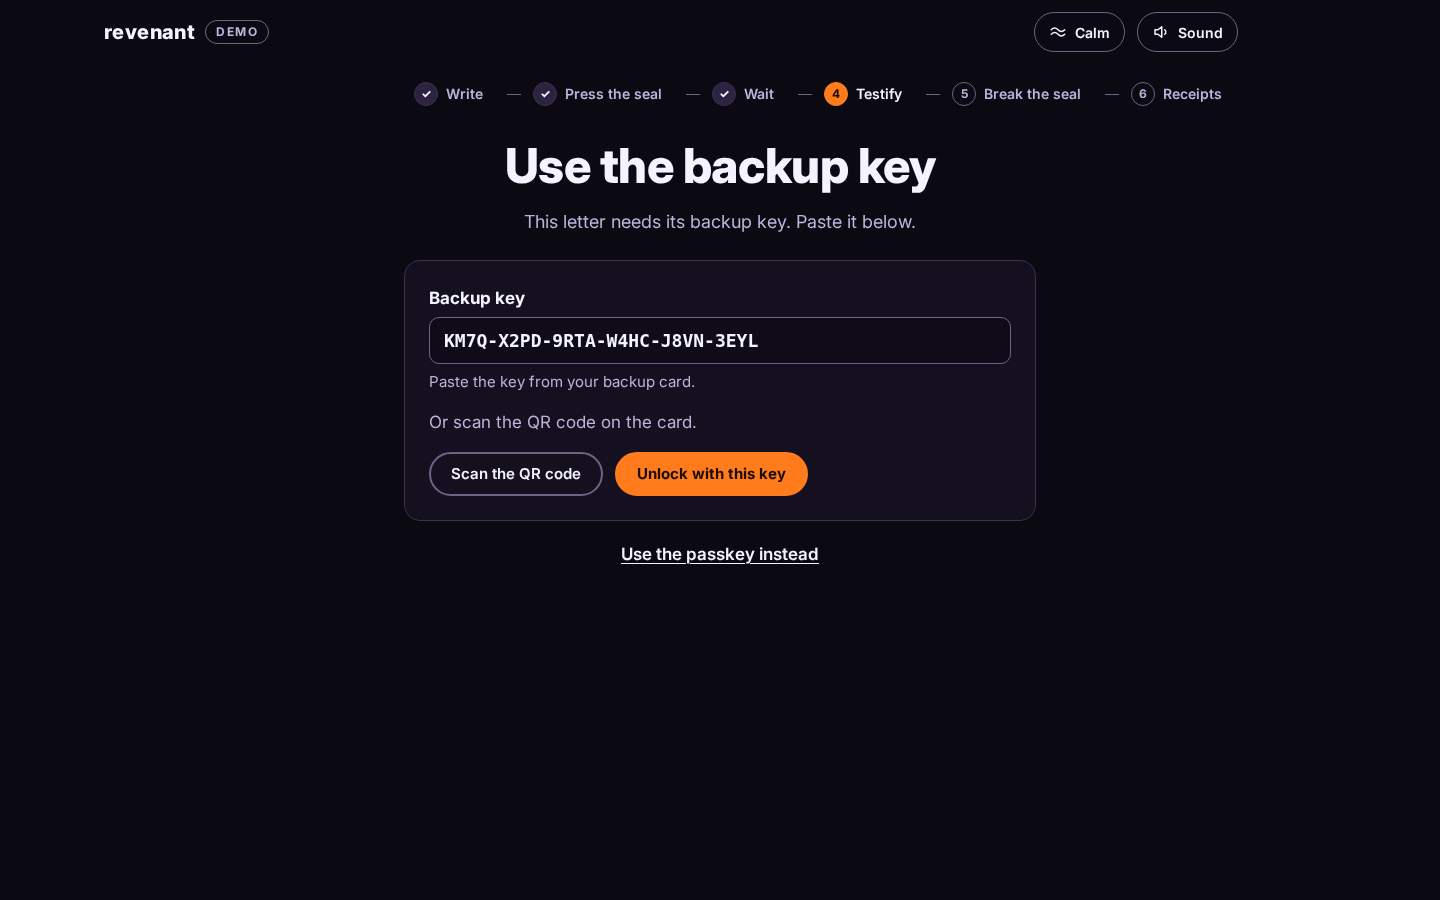 revenant DEMO
Calm Sound
Write — Press the seal — Wait — 4 Testify — 5 Break the seal — 6 Receipts
Use the backup key
This letter needs its backup key. Paste it below.
Backup key
KM7Q-X2PD-9RTA-W4HC-J8VN-3EYL
Paste the key from your backup card.
Or scan the QR code on the card.
Scan the QR code Unlock with this key
Use the passkey instead